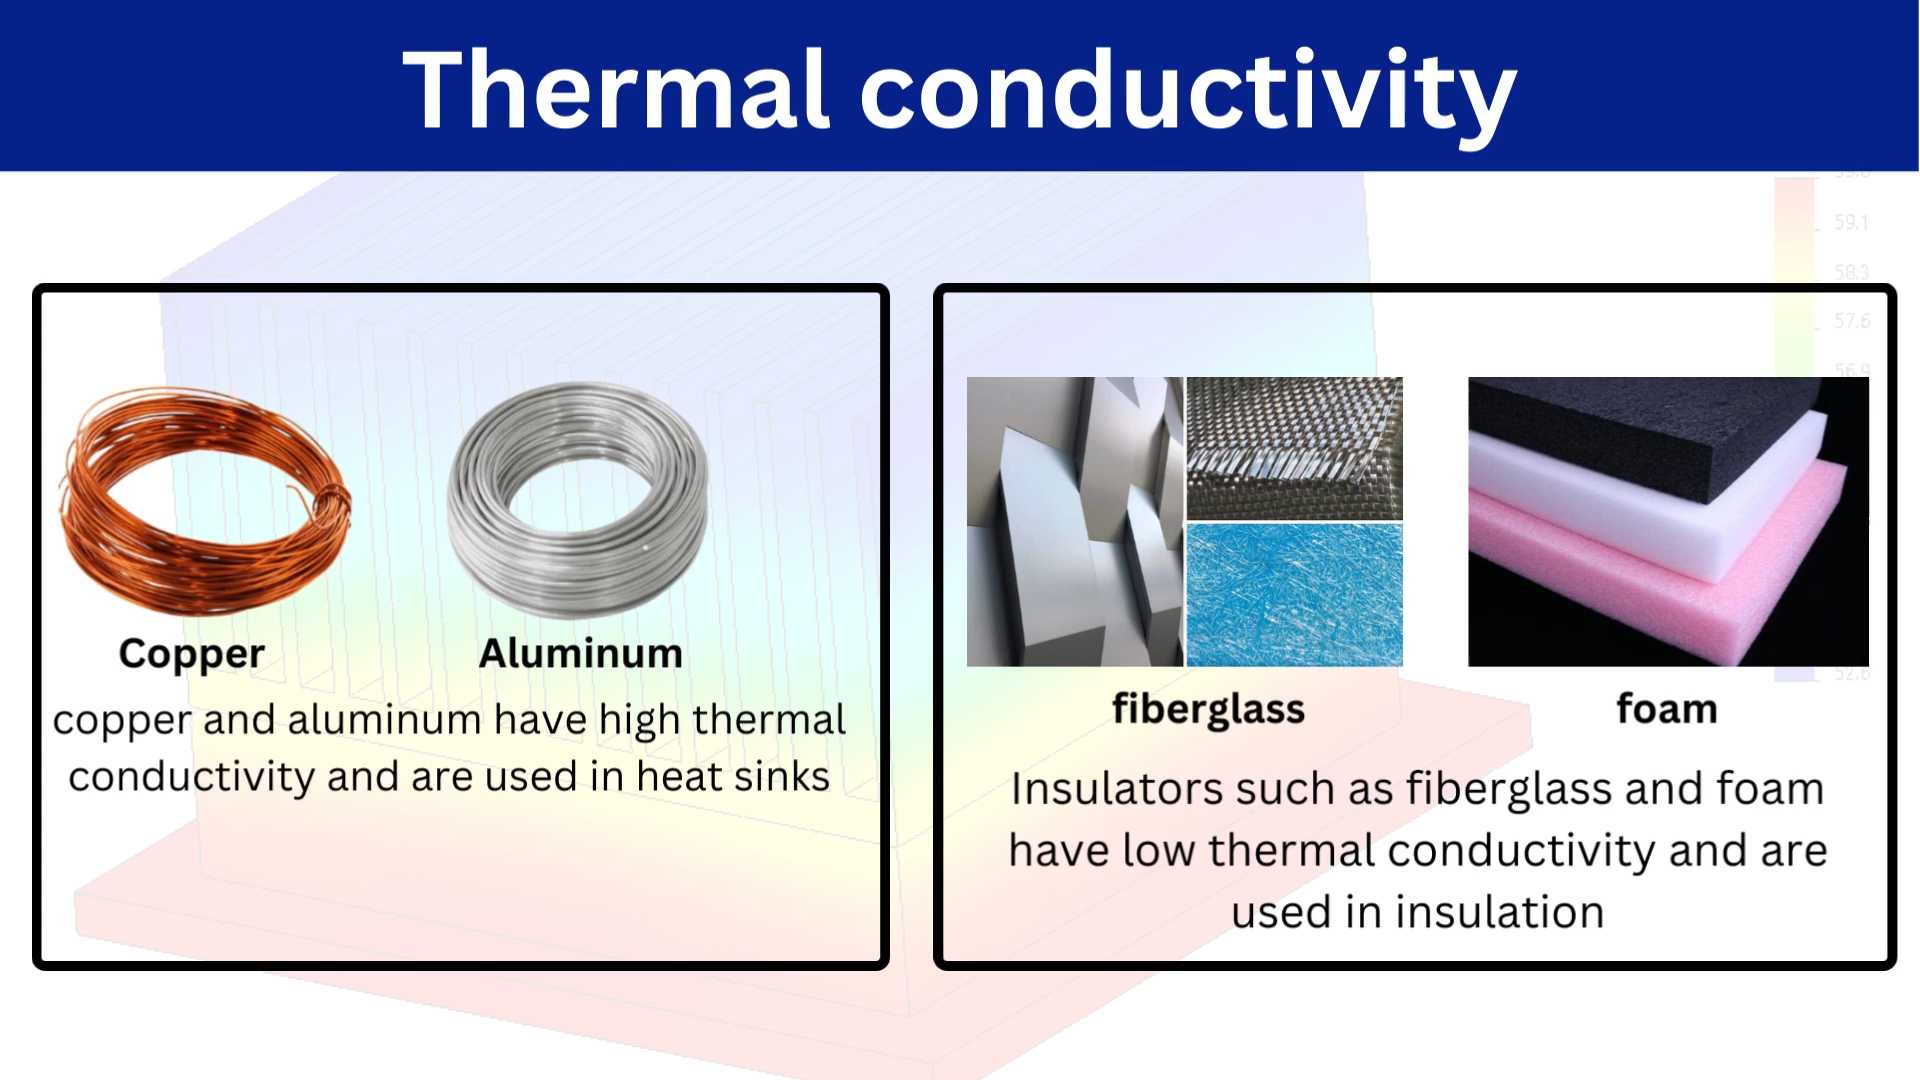 Thermal conductivity
59.1
58.3
57.6
56.9
Copper
Aluminum
copper and aluminum have high thermal
conductivity and are used in heat sinks
fiberglass
foam
Insulators such as fiberglass and foam
have low thermal conductivity and are
used in insulation